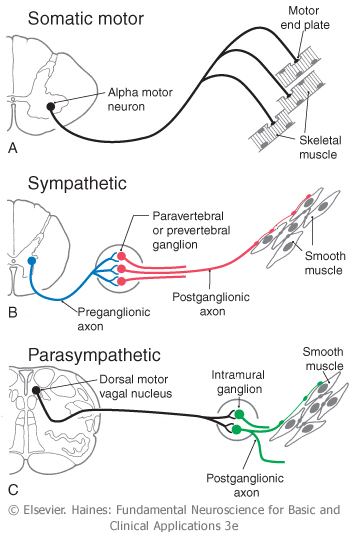 Somatic motor
Motor
end plate
Alpha motor
neuron
Skeletal
muscle
A
Sympathetic
Paravertebral
or prevertebral
ganglion
Smooth
muscle
Preganglionic
axon
Postganglionic
axon
B
Parasympathetic
Smooth
muscle
Intramural
ganglion
Dorsal motor
vagal nucleus
Postganglionic
axon
C
© Elsevier. Haines: Fundamental Neuroscience for Basic and
Clinical Applications 3e